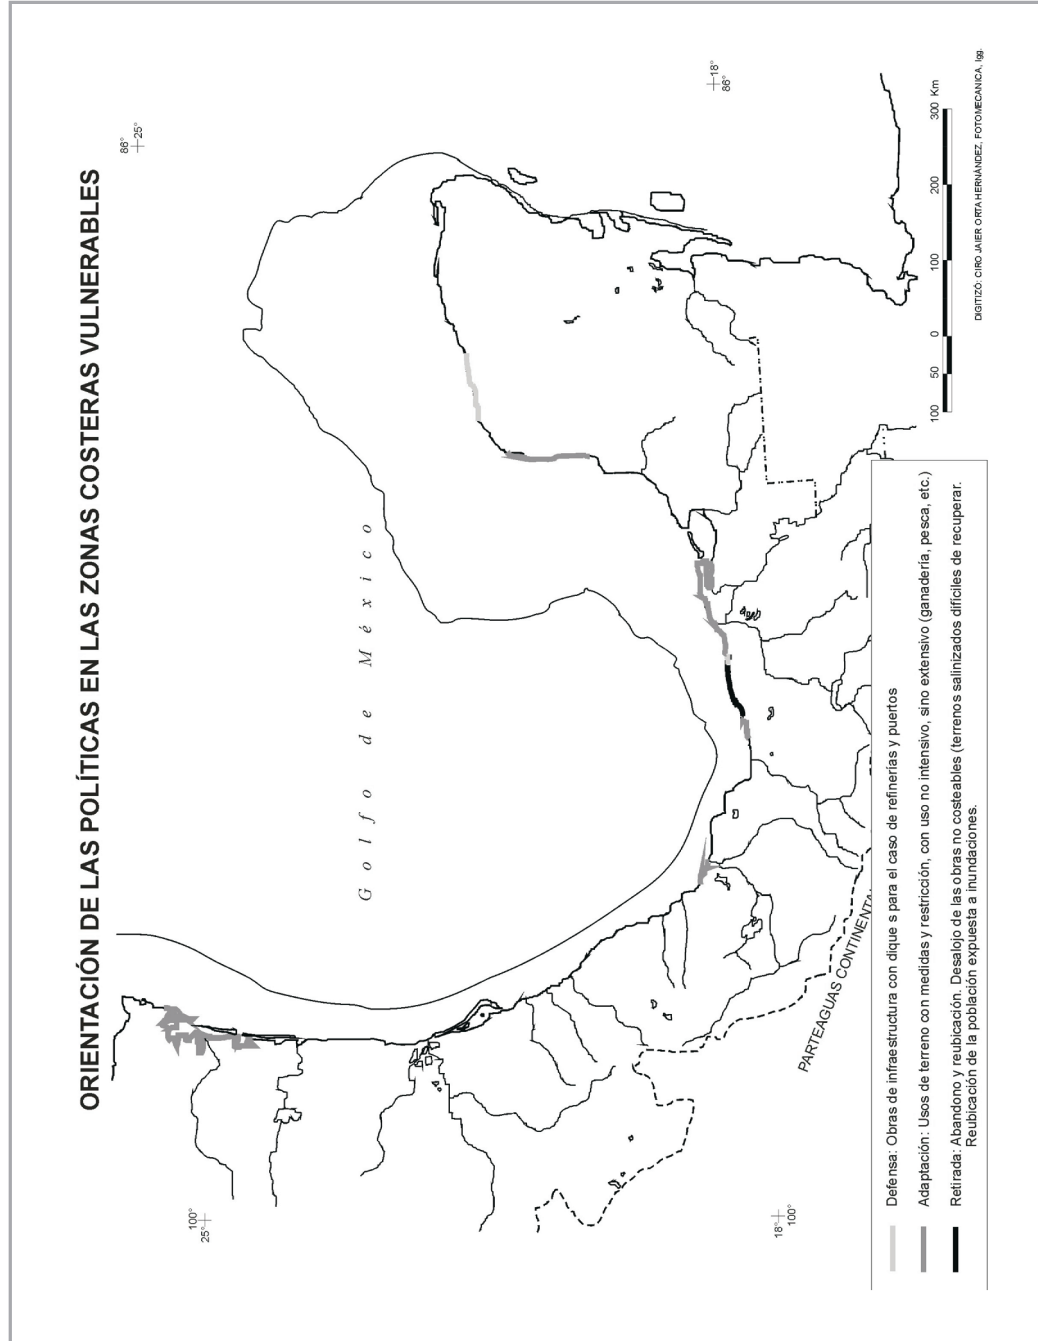 ORIENTACIÓN DE LAS POLÍTICAS EN LAS ZONAS COSTERAS VULNERABLES
86°
25°
100°
25°
Golfo de México
18°
86°
18°
100°
PARTEAGUAS CONTINENTA
100 50 0 100 200 300 Km
DIGITIZÓ: CIRO JAIER ORTA HERNÁNDEZ, FOTOMECANICA, Igg.
Defensa: Obras de infraestructura con dique s para el caso de refinerías y puertos
Adaptación: Usos de terreno con medidas y restricción, con uso no intensivo, sino extensivo (ganadería, pesca, etc.)
Retirada: Abandono y reubicación. Desalojo de las obras no costeables (terrenos salinizados difíciles de recuperar.
Reubicación de la población expuesta a inundaciones.